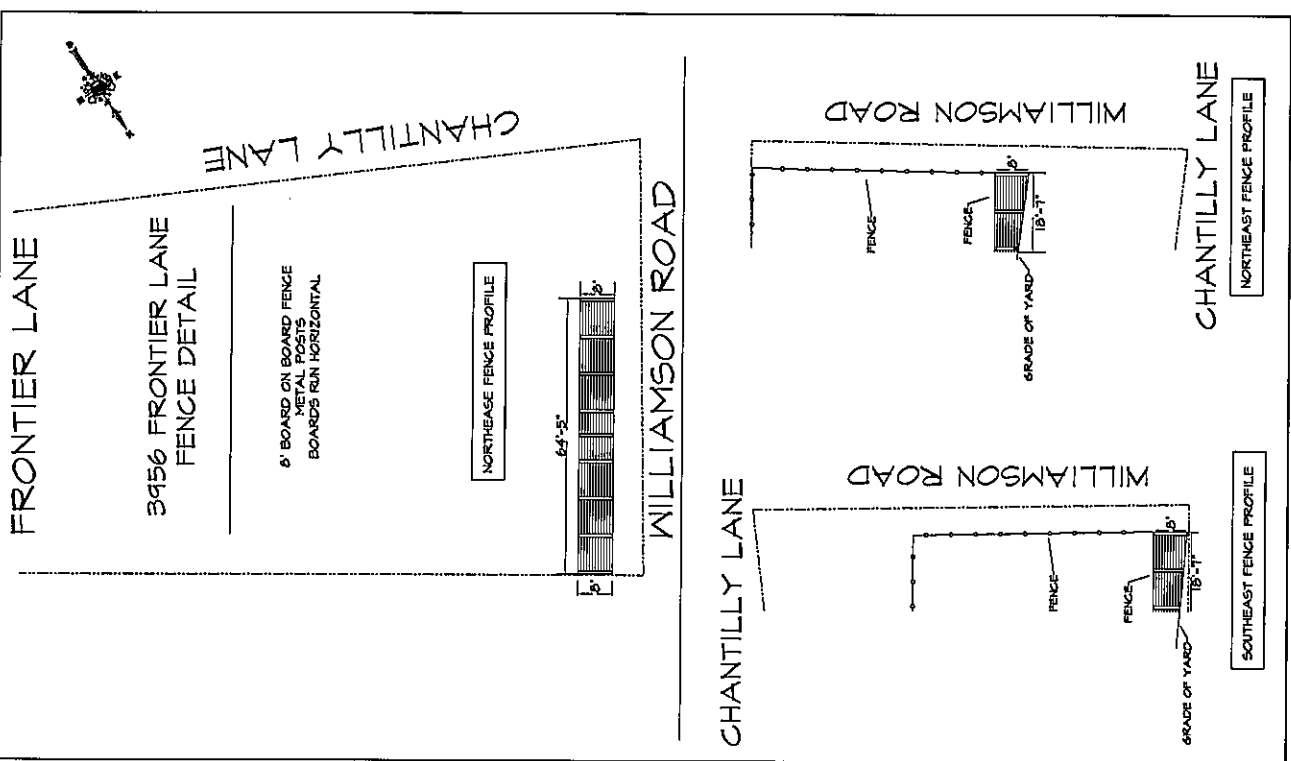 FRONTIER LANE
CHANTILLY LANE
3956 FRONTIER LANE
FENCE DETAIL
8' BOARD ON BOARD FENCE
METAL POSTS
BOARDS RUN HORIZONTAL
NORTHEASE FENCE PROFILE
64'-5"
8'
8'
WILLIAMSON ROAD
WILLIAMSON ROAD
FENCE
FENCE
8'
18'-7"
GRADE OF YARD
CHANTILLY LANE
NORTHEAST FENCE PROFILE
CHANTILLY LANE
WILLIAMSON ROAD
FENCE
FENCE
8'
18'-7"
GRADE OF YARD
SOUTHEAST FENCE PROFILE